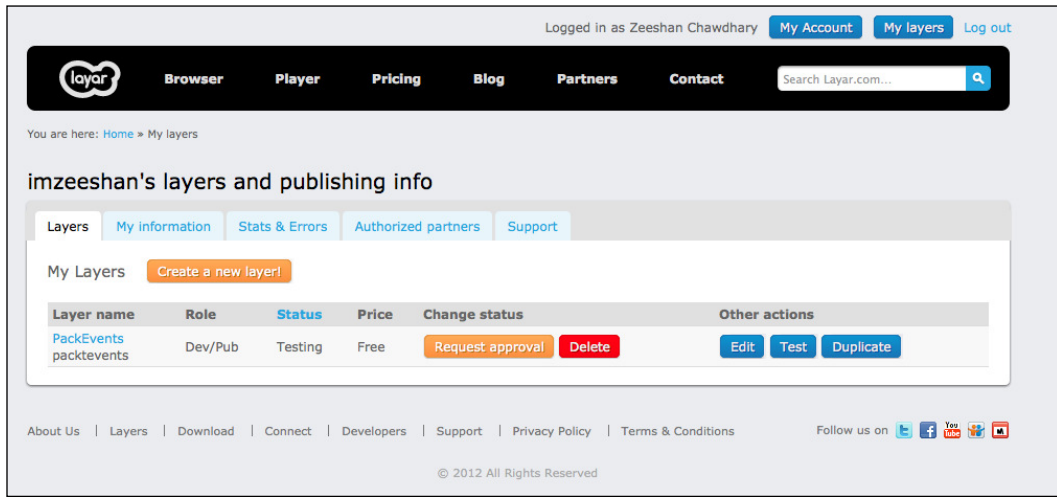 Logged in as Zeeshan Chawdhary My Account My layers Log out
layar Browser Player Pricing Blog Partners Contact Search Layar.com...
You are here: Home » My layers
imzeeshan's layers and publishing info
Layers My information Stats & Errors Authorized partners Support
My Layers Create a new layer!
Layer name Role Status Price Change status Other actions
PackEvents
packtevents Dev/Pub Testing Free Request approval Delete Edit Test Duplicate
About Us | Layers | Download | Connect | Developers | Support | Privacy Policy | Terms & Conditions Follow us on You Tube
© 2012 All Rights Reserved